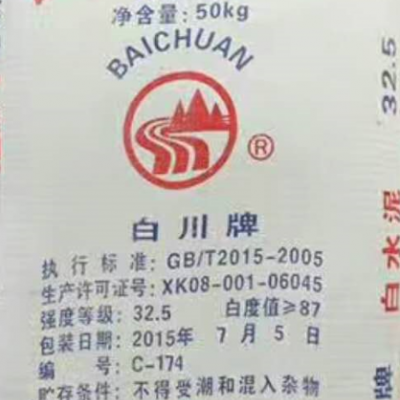 净含量：50kg
BAICHUAN
®
白川牌
执行标准：GB/T2015-2005
生产许可证号：XK08-001-06045
强度等级：32.5 白度值≥87
包装日期：2015年7月5日
编号：C-174
贮存条件：不得受潮和混入杂物
32.5
白水泥
牌